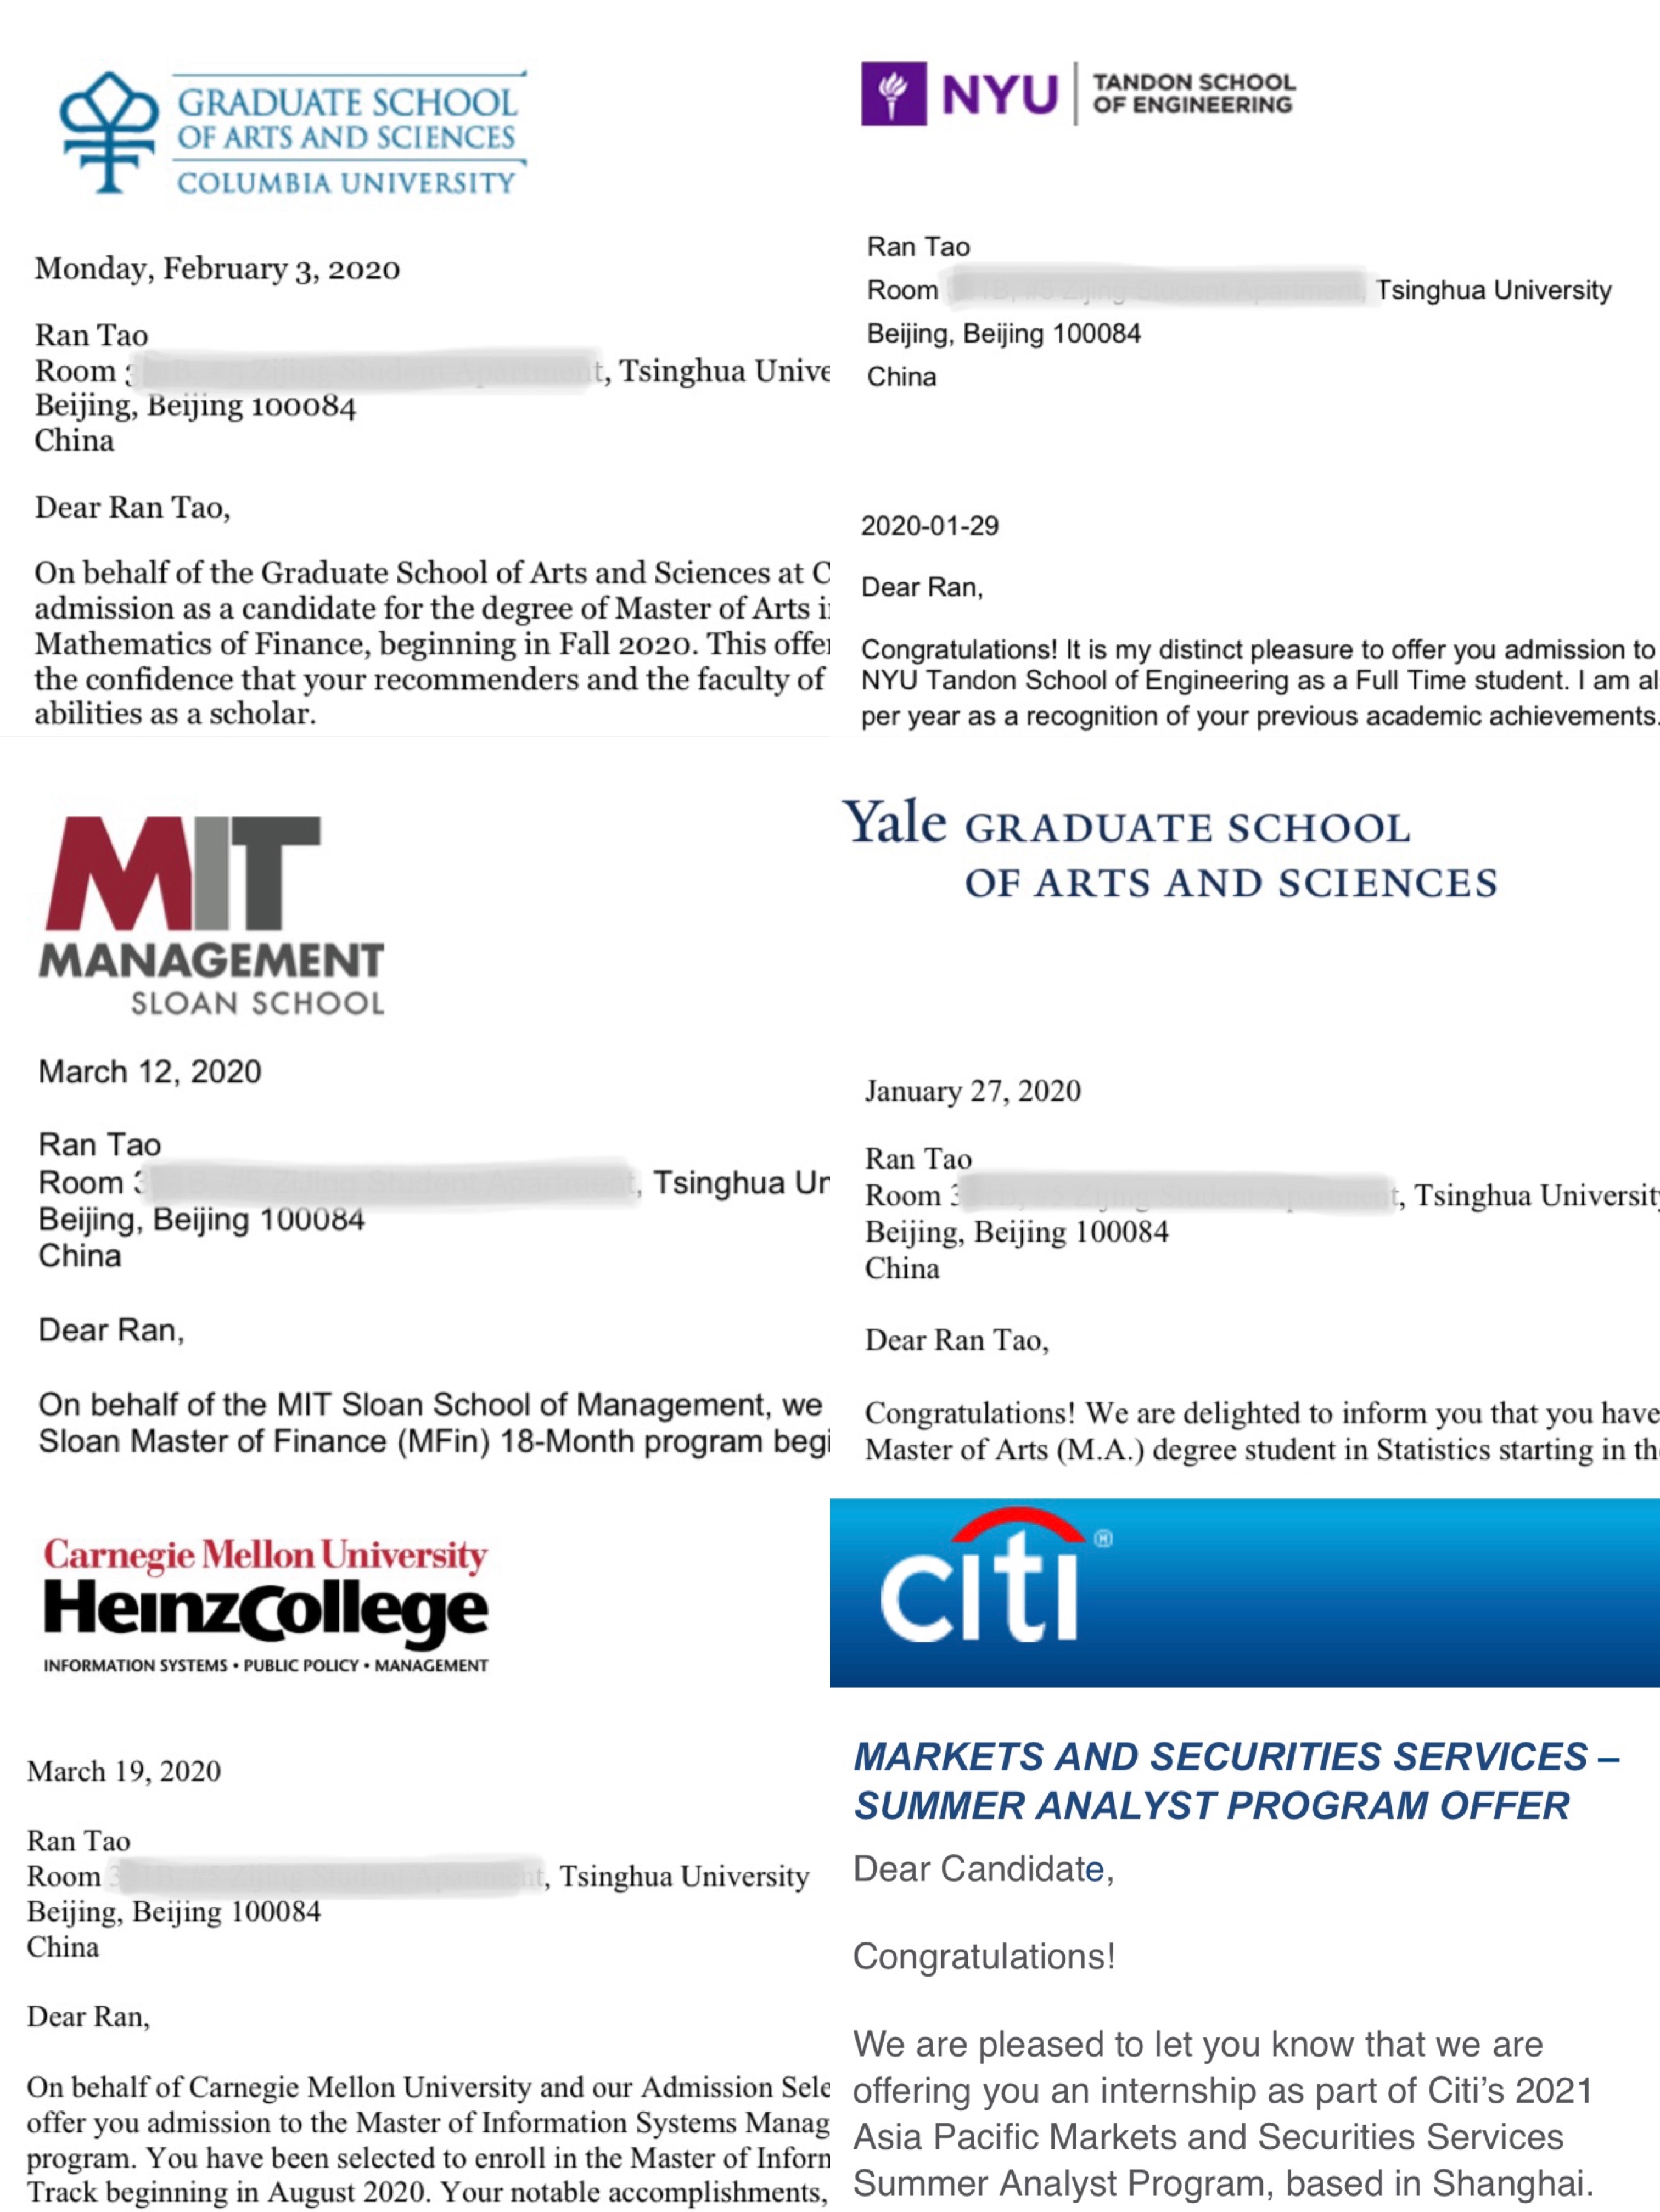 GRADUATE SCHOOL
OF ARTS AND SCIENCES
COLUMBIA UNIVERSITY
Monday, February 3, 2020
Ran Tao
Room
, Tsinghua Unive
Beijing, Beijing 100084
China
Dear Ran Tao,
On behalf of the Graduate School of Arts and Sciences at C
admission as a candidate for the degree of Master of Arts i
Mathematics of Finance, beginning in Fall 2020. This offer
the confidence that your recommenders and the faculty of
abilities as a scholar.
NYU TANDON SCHOOL
OF ENGINEERING
Ran Tao
Room Tsinghua University
Beijing, Beijing 100084
China
2020-01-29
Dear Ran,
Congratulations! It is my distinct pleasure to offer you admission to
NYU Tandon School of Engineering as a Full Time student. I am al
per year as a recognition of your previous academic achievements.
MIT
MANAGEMENT
SLOAN SCHOOL
March 12, 2020
Ran Tao
Room , Tsinghua Un
Beijing, Beijing 100084
China
Dear Ran,
On behalf of the MIT Sloan School of Management, we
Sloan Master of Finance (MFin) 18-Month program begi
Yale GRADUATE SCHOOL
OF ARTS AND SCIENCES
January 27, 2020
Ran Tao
Room , Tsinghua University
Beijing, Beijing 100084
China
Dear Ran Tao,
Congratulations! We are delighted to inform you that you have
Master of Arts (M.A.) degree student in Statistics starting in th
Carnegie Mellon University
HeinzCollege
INFORMATION SYSTEMS • PUBLIC POLICY • MANAGEMENT
March 19, 2020
Ran Tao
Room , Tsinghua University
Beijing, Beijing 100084
China
Dear Ran,
On behalf of Carnegie Mellon University and our Admission Sele
offer you admission to the Master of Information Systems Manag
program. You have been selected to enroll in the Master of Inform
Track beginning in August 2020. Your notable accomplishments,
citi®
MARKETS AND SECURITIES SERVICES –
SUMMER ANALYST PROGRAM OFFER
Dear Candidate,
Congratulations!
We are pleased to let you know that we are
offering you an internship as part of Citi's 2021
Asia Pacific Markets and Securities Services
Summer Analyst Program, based in Shanghai.